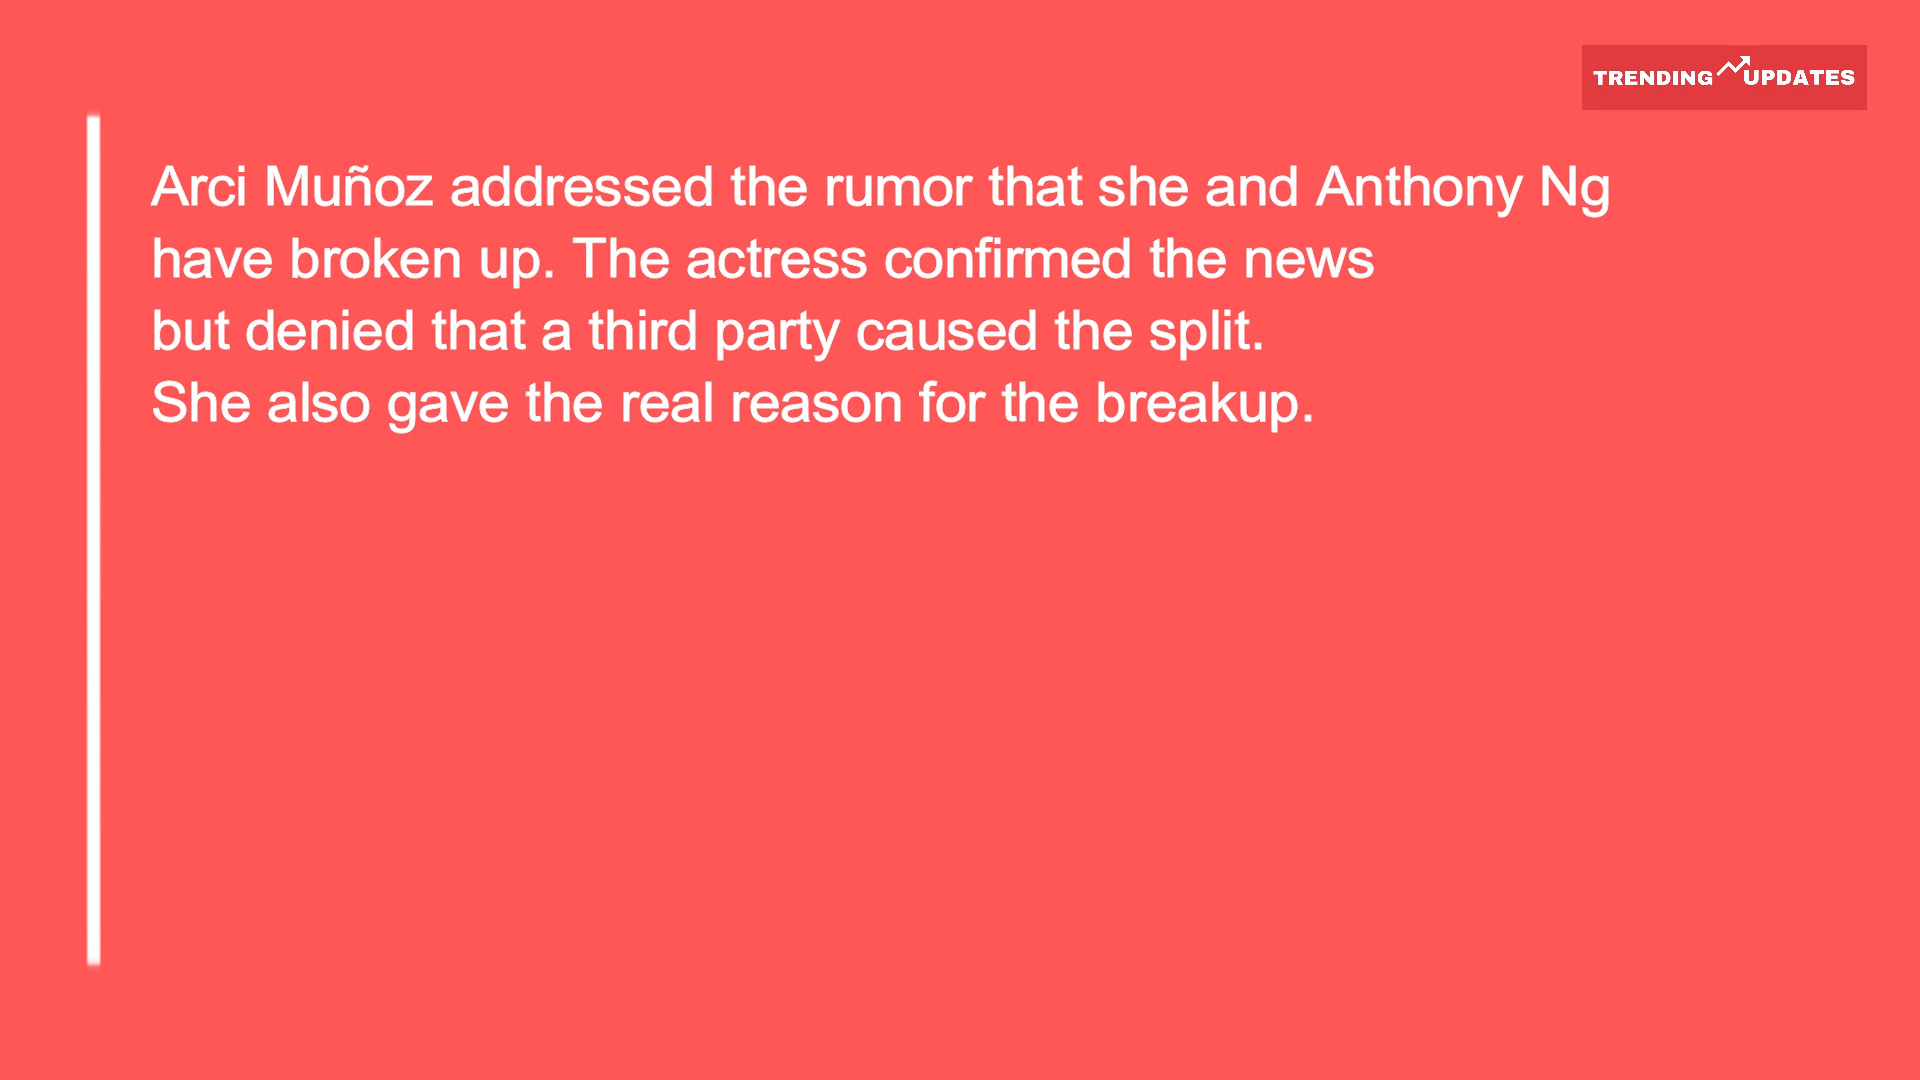 TRENDING UPDATES
Arci Muñoz addressed the rumor that she and Anthony Ng
have broken up. The actress confirmed the news
but denied that a third party caused the split.
She also gave the real reason for the breakup.